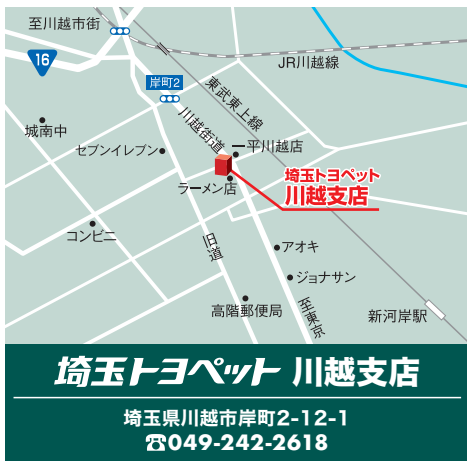 至川越市街
16
JR川越線
岸町2
東武東上線
城南中
川越街道
セブンイレブン
一平川越店
埼玉トヨペット
川越支店
ラーメン店
コンビニ
旧道
アオキ
ジョナサン
高階郵便局
至東京
新河岸駅
埼玉トヨペット 川越支店
埼玉県川越市岸町2-12-1
☎049-242-2618